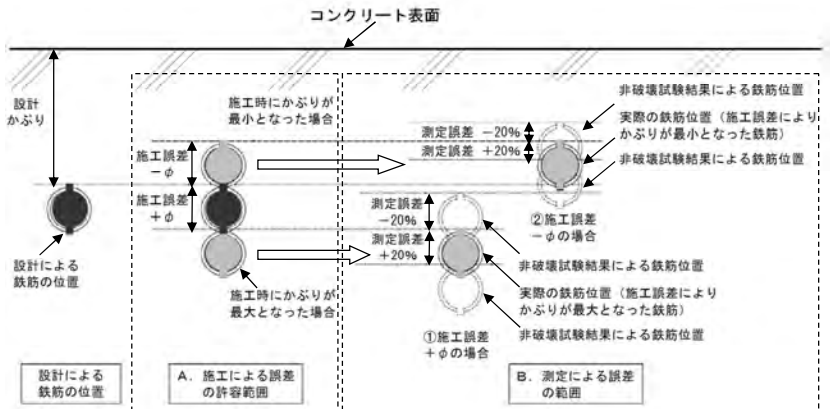 コンクリート表面
設計
かぶり
設計による
鉄筋の位置
設計による
鉄筋の位置
施工時にかぶりが
最小となった場合
施工誤差
－φ
施工誤差
＋φ
施工時にかぶりが
最大となった場合
A．施工による誤差
の許容範囲
測定誤差 －20%
測定誤差 ＋20%
測定誤差
－20%
測定誤差
＋20%
①施工誤差
＋φの場合
②施工誤差
－φの場合
非破壊試験結果による鉄筋位置
実際の鉄筋位置（施工誤差により
かぶりが最小となった鉄筋）
非破壊試験結果による鉄筋位置
非破壊試験結果による鉄筋位置
実際の鉄筋位置（施工誤差により
かぶりが最大となった鉄筋）
非破壊試験結果による鉄筋位置
B．測定による誤差
の範囲